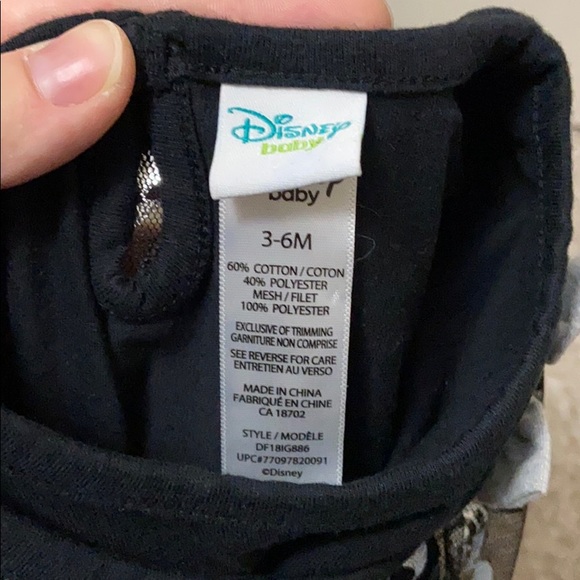 Disney
baby
baby
3-6M
60% COTTON / COTON
40% POLYESTER
MESH / FILET
100% POLYESTER
EXCLUSIVE OF TRIMMING
GARNITURE NON COMPRISE
SEE REVERSE FOR CARE
ENTRETIEN AU VERSO
MADE IN CHINA
FABRIQUÉ EN CHINE
CA 18702
STYLE / MODÈLE
DF18IG886
UPC#77097820091
©Disney